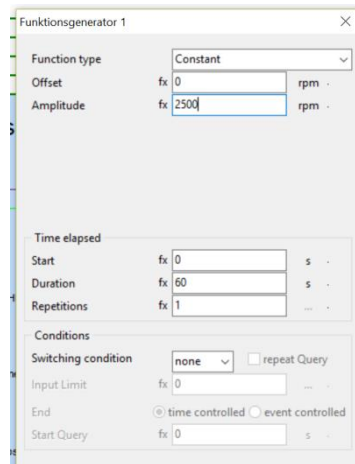 Funktionsgenerator 1
Function type Constant
Offset fx 0 rpm
Amplitude fx 2500 rpm
Time elapsed
Start fx 0 s
Duration fx 60 s
Repetitions fx 1 ...
Conditions
Switching condition none repeat Query
Input Limit fx 0 ...
End time controlled event controlled
Start Query fx 0 s